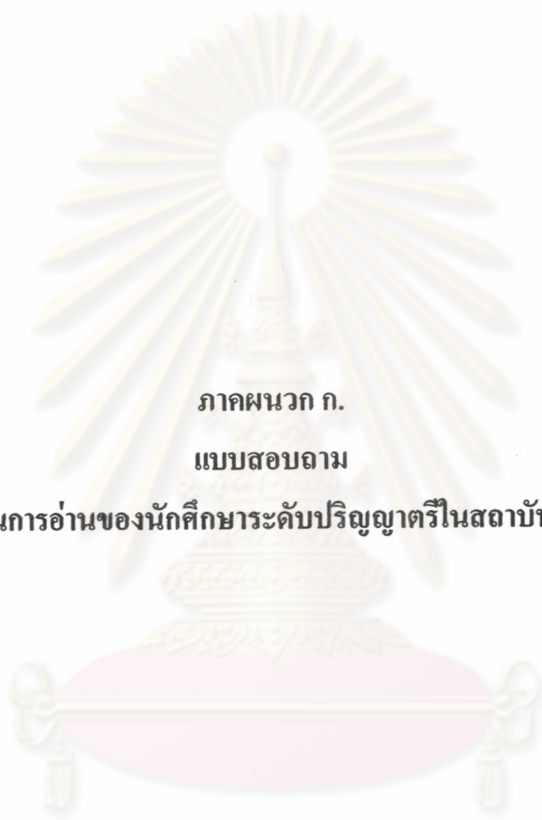 ภาคผนวก ก.
แบบสอบถาม
นการอ่านของนักศึกษาระดับปริญญาตรีในสถาบัน